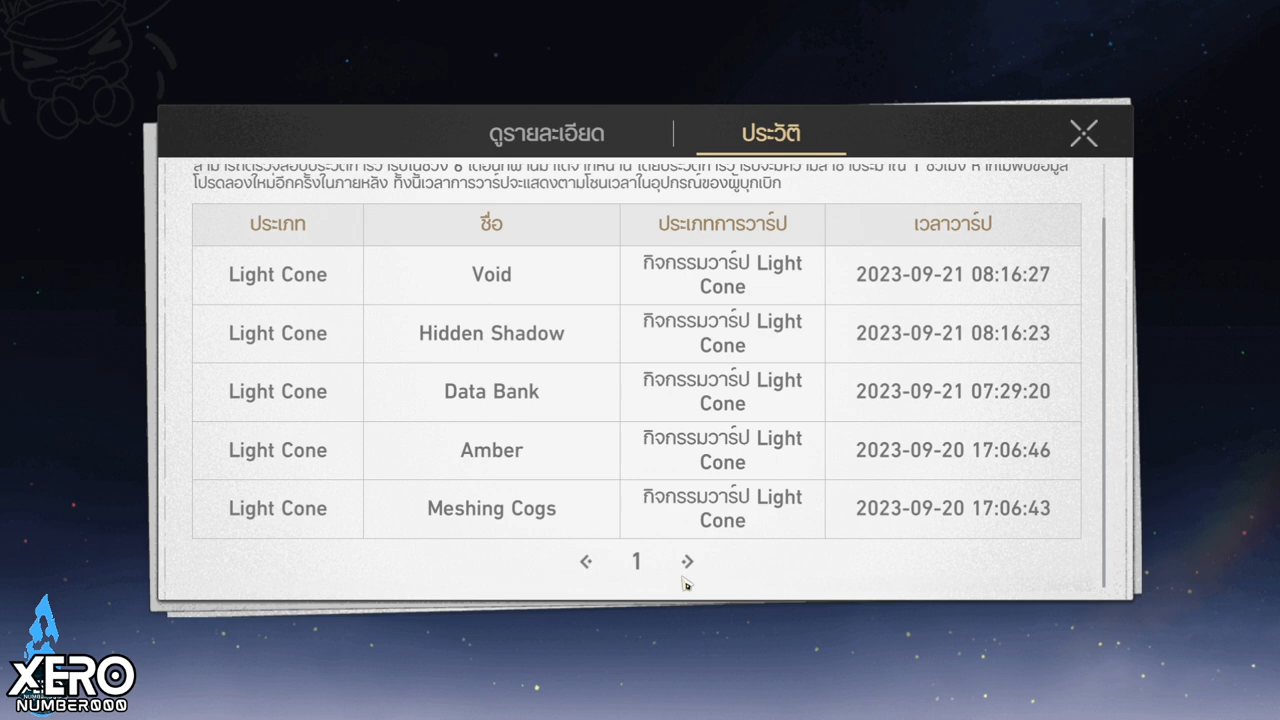 ดูรายละเอียด
ประวัติ
โปรดลองใหม่อีกครั้งในภายหลัง ทั้งนี้เวลาการวาร์ปจะแสดงตามโซนเวลาในอุปกรณ์ของผู้บุกเบิก
ประเภท ชื่อ ประเภทการวาร์ป เวลาวาร์ป
Light Cone Void กิจกรรมวาร์ป Light Cone 2023-09-21 08:16:27
Light Cone Hidden Shadow กิจกรรมวาร์ป Light Cone 2023-09-21 08:16:23
Light Cone Data Bank กิจกรรมวาร์ป Light Cone 2023-09-21 07:29:20
Light Cone Amber กิจกรรมวาร์ป Light Cone 2023-09-20 17:06:46
Light Cone Meshing Cogs กิจกรรมวาร์ป Light Cone 2023-09-20 17:06:43
1
XERO
NUMBER000